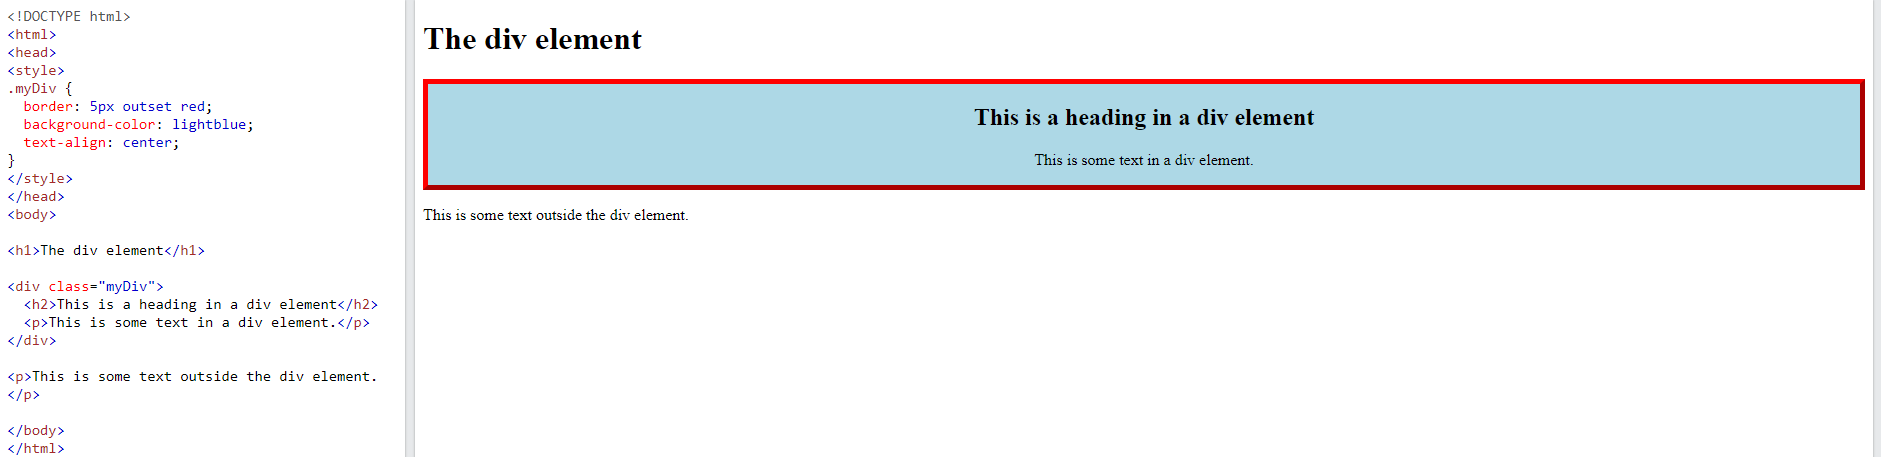 <!DOCTYPE html>
<html>
<head>
<style>
.myDiv {
  border: 5px outset red;
  background-color: lightblue;
  text-align: center;
}
</style>
</head>
<body>

<h1>The div element</h1>

<div class="myDiv">
  <h2>This is a heading in a div element</h2>
  <p>This is some text in a div element.</p>
</div>

<p>This is some text outside the div element.
</p>

</body>
</html>
The div element
This is a heading in a div element
This is some text in a div element.
This is some text outside the div element.